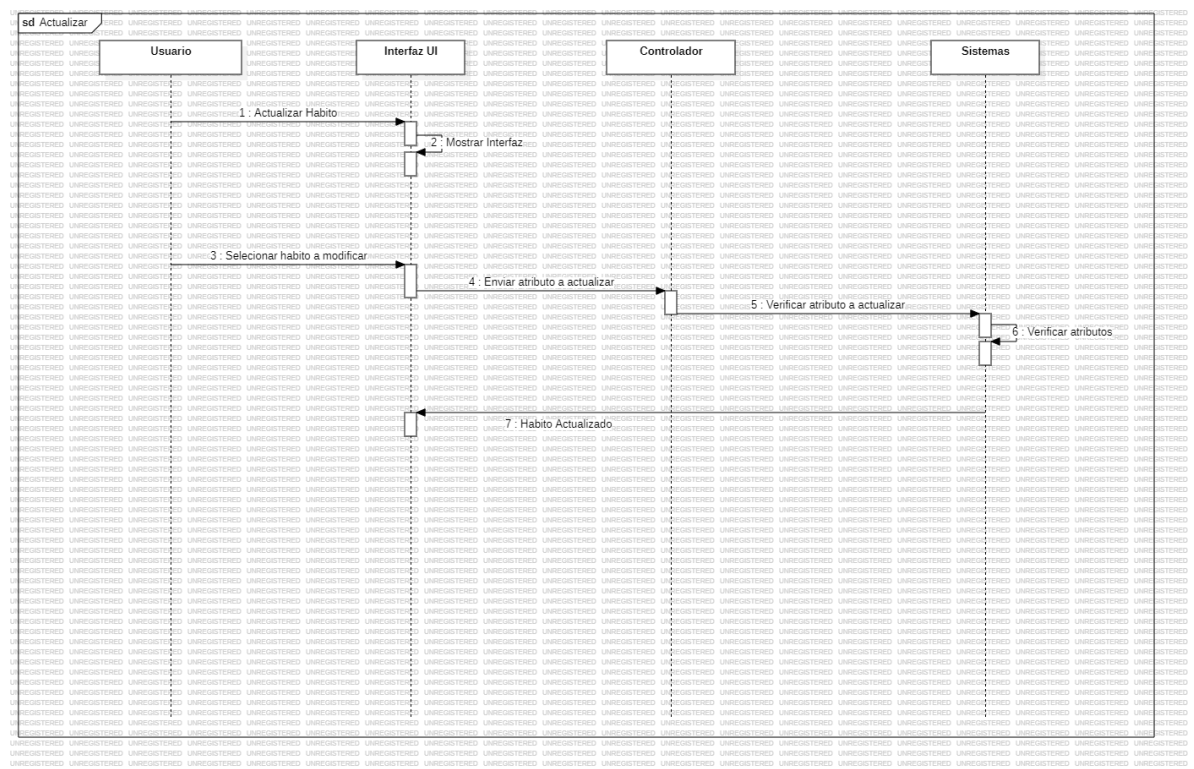 sd Actualizar
Usuario
Interfaz UI
Controlador
Sistemas
1 : Actualizar Habito
2 : Mostrar Interfaz
3 : Selecionar habito a modificar
4 : Enviar atributo a actualizar
5 : Verificar atributo a actualizar
6 : Verificar atributos
7 : Habito Actualizado
UNREGISTERED